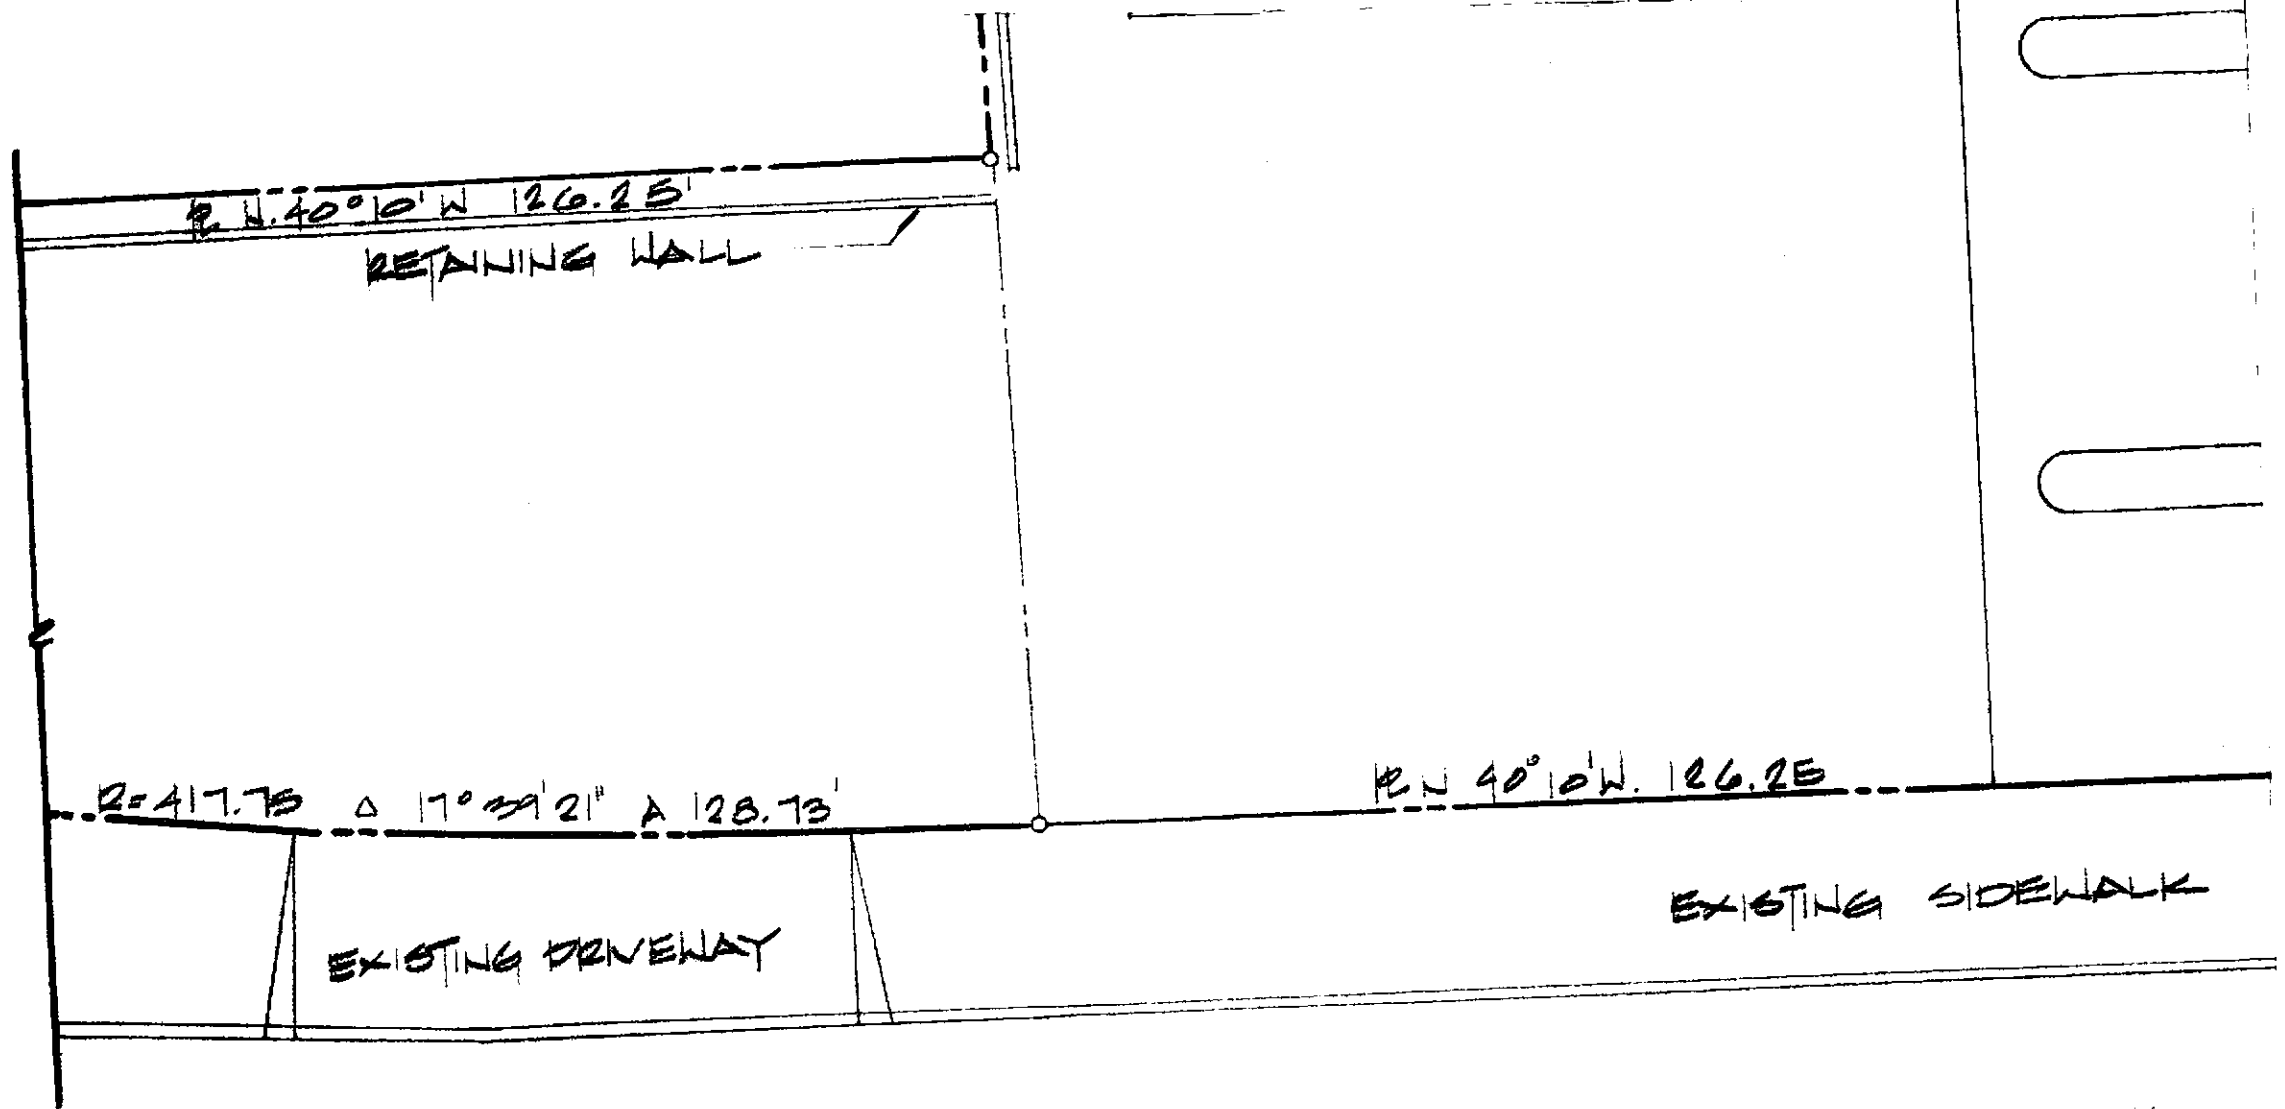 ℄ N. 40°10' W 126.25'
RETAINING WALL
R=417.75 Δ 17°39'21" A 128.73'
℄ N 40°10'W. 126.25
EXISTING SIDEWALK
EXISTING DRIVEWAY